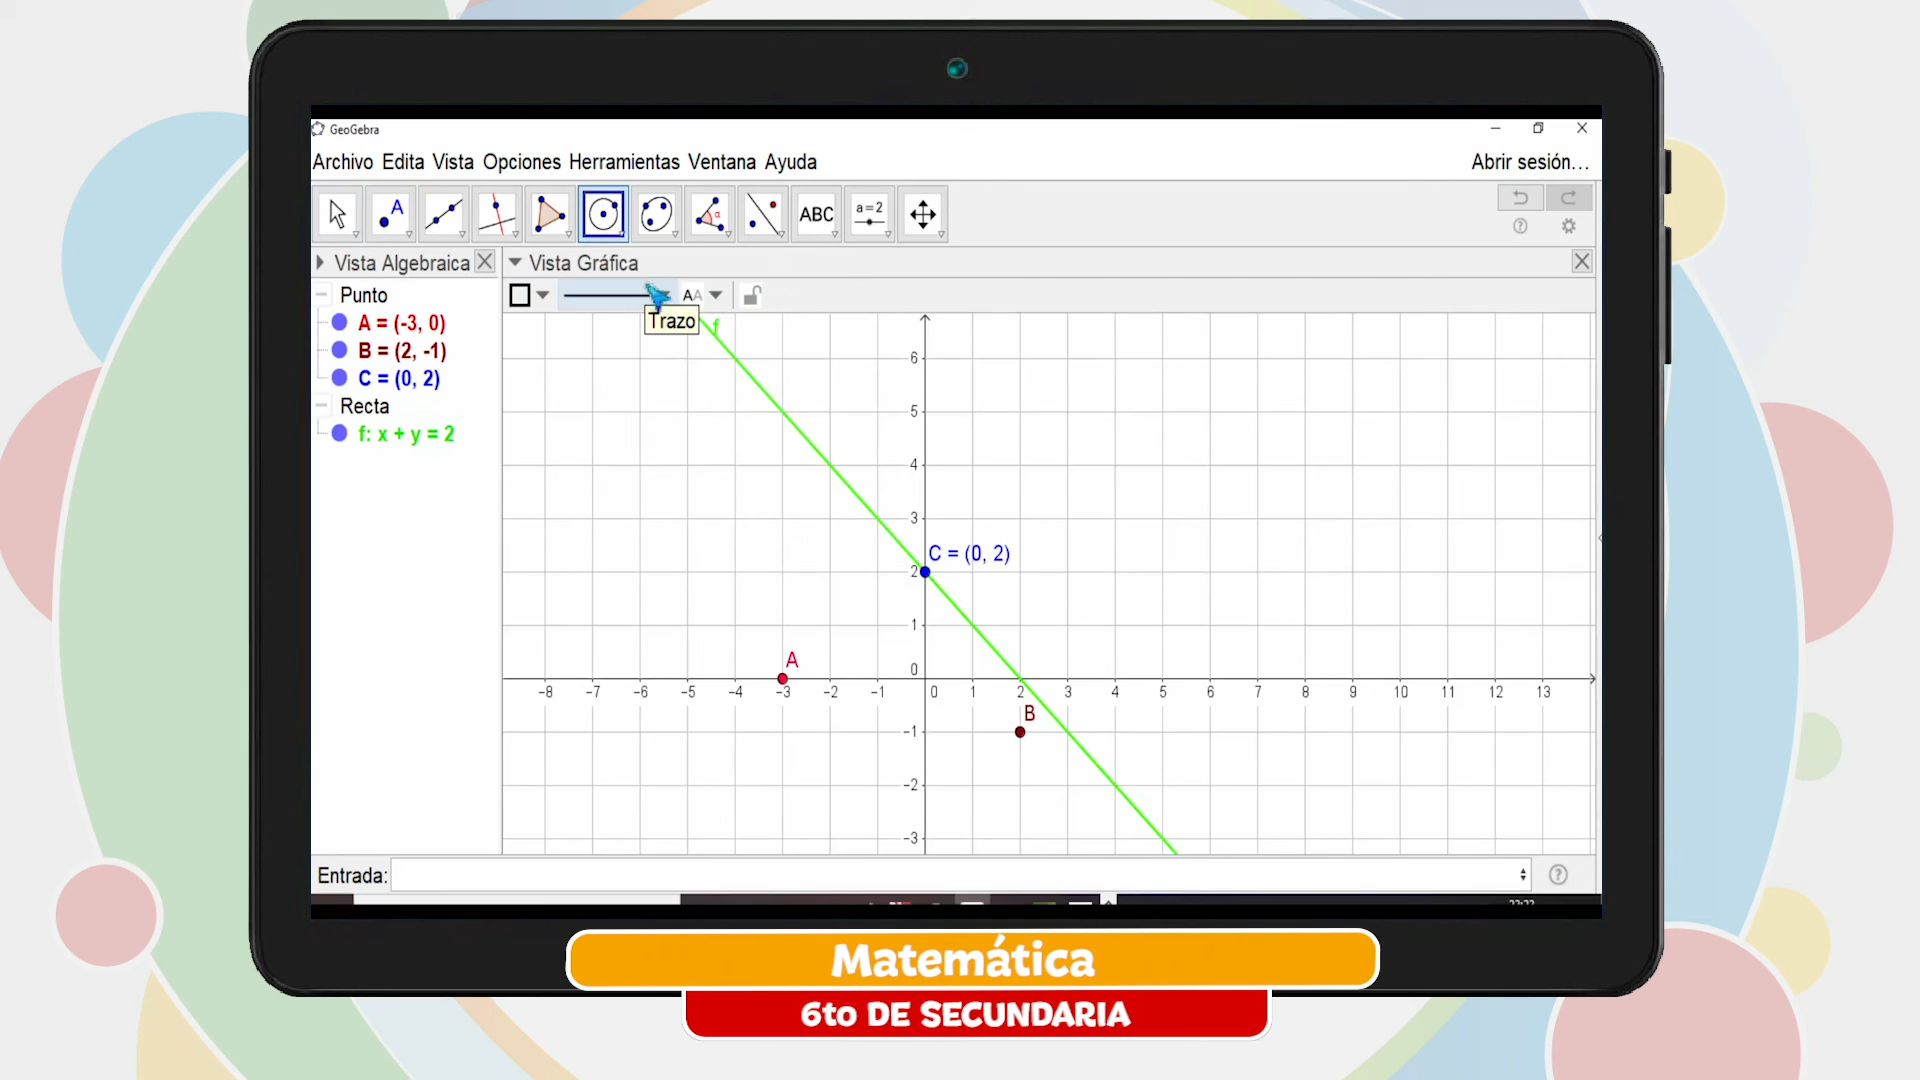 GeoGebra
Archivo Edita Vista Opciones Herramientas Ventana Ayuda
Abrir sesión...
A
α
ABC
a=2
Vista Algebraica
Vista Gráfica
AA
Trazo
Punto
A = (-3, 0)
B = (2, -1)
C = (0, 2)
Recta
f: x + y = 2
f
6
5
4
3
C = (0, 2)
2
1
A
0
-8 -7 -6 -5 -4 -3 -2 -1 0 1 2 3 4 5 6 7 8 9 10 11 12 13
B
-1
-2
-3
Entrada:
Matemática
6to DE SECUNDARIA